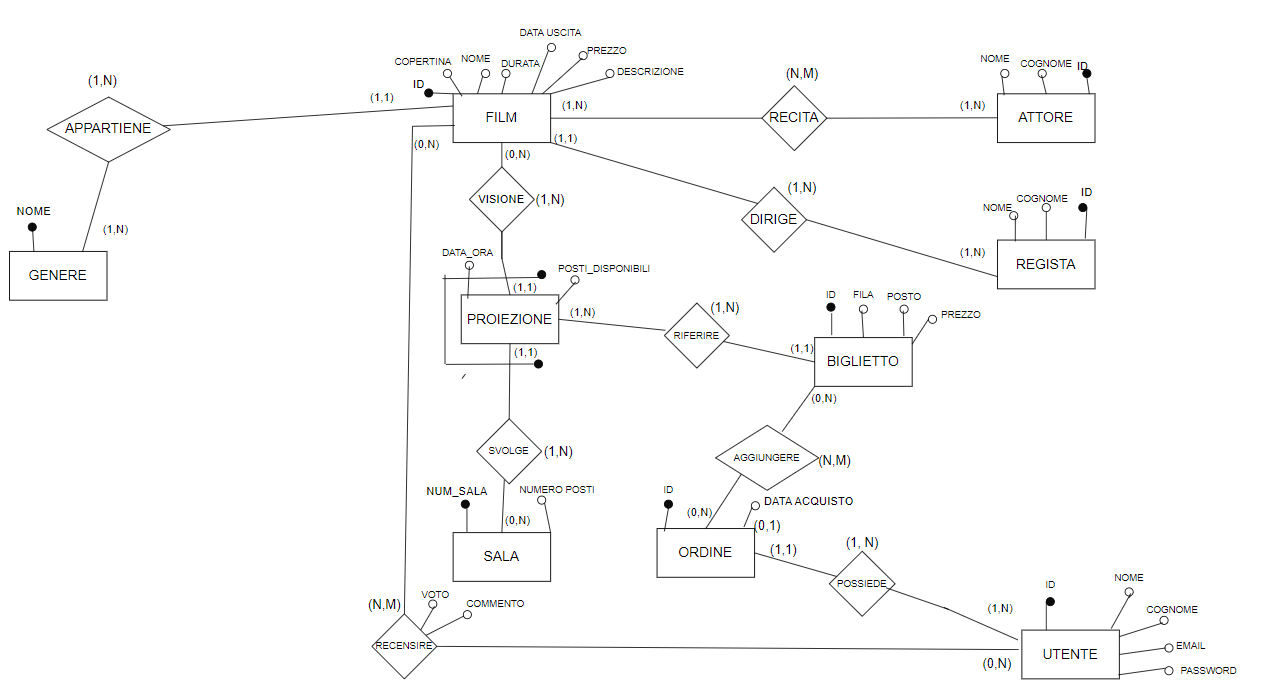 DATA USCITA
PREZZO
COPERTINA
NOME
DURATA
DESCRIZIONE
ID
(1,N)
APPARTIENE
(1,1)
FILM
(1,N)
(N,M)
RECITA
(1,N)
NOME
COGNOME
ID
ATTORE
(0,N)
(0,N)
(1,1)
VISIONE
(1,N)
(1,N)
DIRIGE
(1,N)
NOME
COGNOME
ID
REGISTA
NOME
(1,N)
GENERE
DATA_ORA
POSTI_DISPONIBILI
(1,1)
PROIEZIONE
(1,N)
(1,N)
RIFERIRE
(1,1)
ID
FILA
POSTO
PREZZO
BIGLIETTO
(1,1)
(0,N)
SVOLGE
(1,N)
AGGIUNGERE
(N,M)
NUM_SALA
NUMERO POSTI
(0,N)
SALA
ID
DATA ACQUISTO
(0,N)
(0,1)
ORDINE
(1,1)
(1, N)
POSSIEDE
(N,M)
VOTO
COMMENTO
RECENSIRE
(1,N)
(0,N)
ID
NOME
COGNOME
EMAIL
PASSWORD
UTENTE